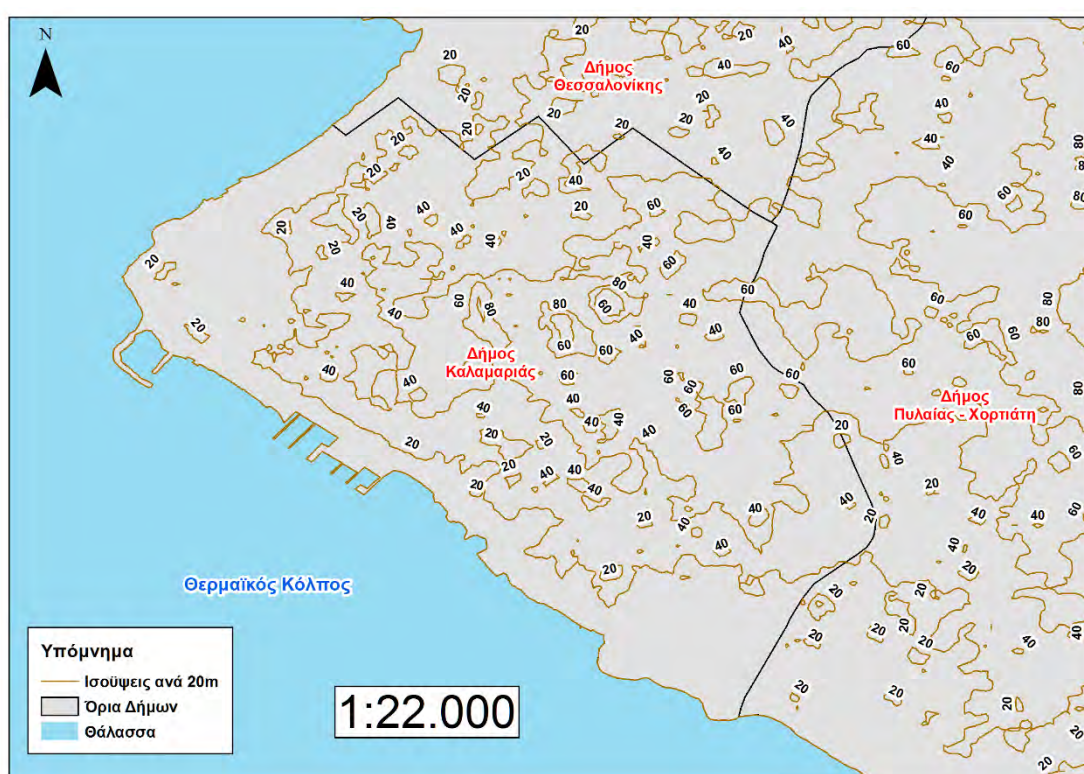 N
Δήμος
Θεσσαλονίκης
Δήμος
Καλαμαριάς
Δήμος
Πυλαίας - Χορτιάτη
Θερμαϊκός Κόλπος
Υπόμνημα
Ισοϋψεις ανά 20m
Όρια Δήμων
Θάλασσα
1:22.000
20
40
60
80